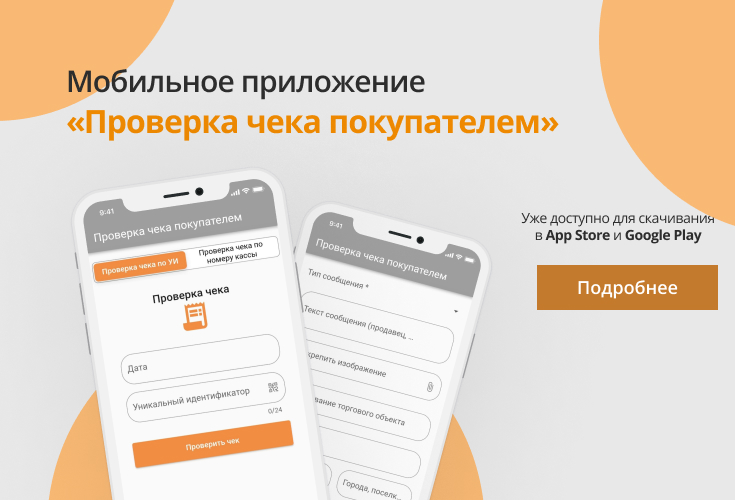 Мобильное приложение
«Проверка чека покупателем»
Уже доступно для скачивания
в App Store и Google Play
Подробнее
9:41
Проверка чека покупателем
Проверка чека по УИ
Проверка чека по
номеру кассы
Проверка чека
Дата
Уникальный идентификатор
0/24
Проверить чек
9:41
Проверка чека покупателем
Тип сообщения *
Текст сообщения (продавец, ...
изображение
торгового объекта
Города, поселк...